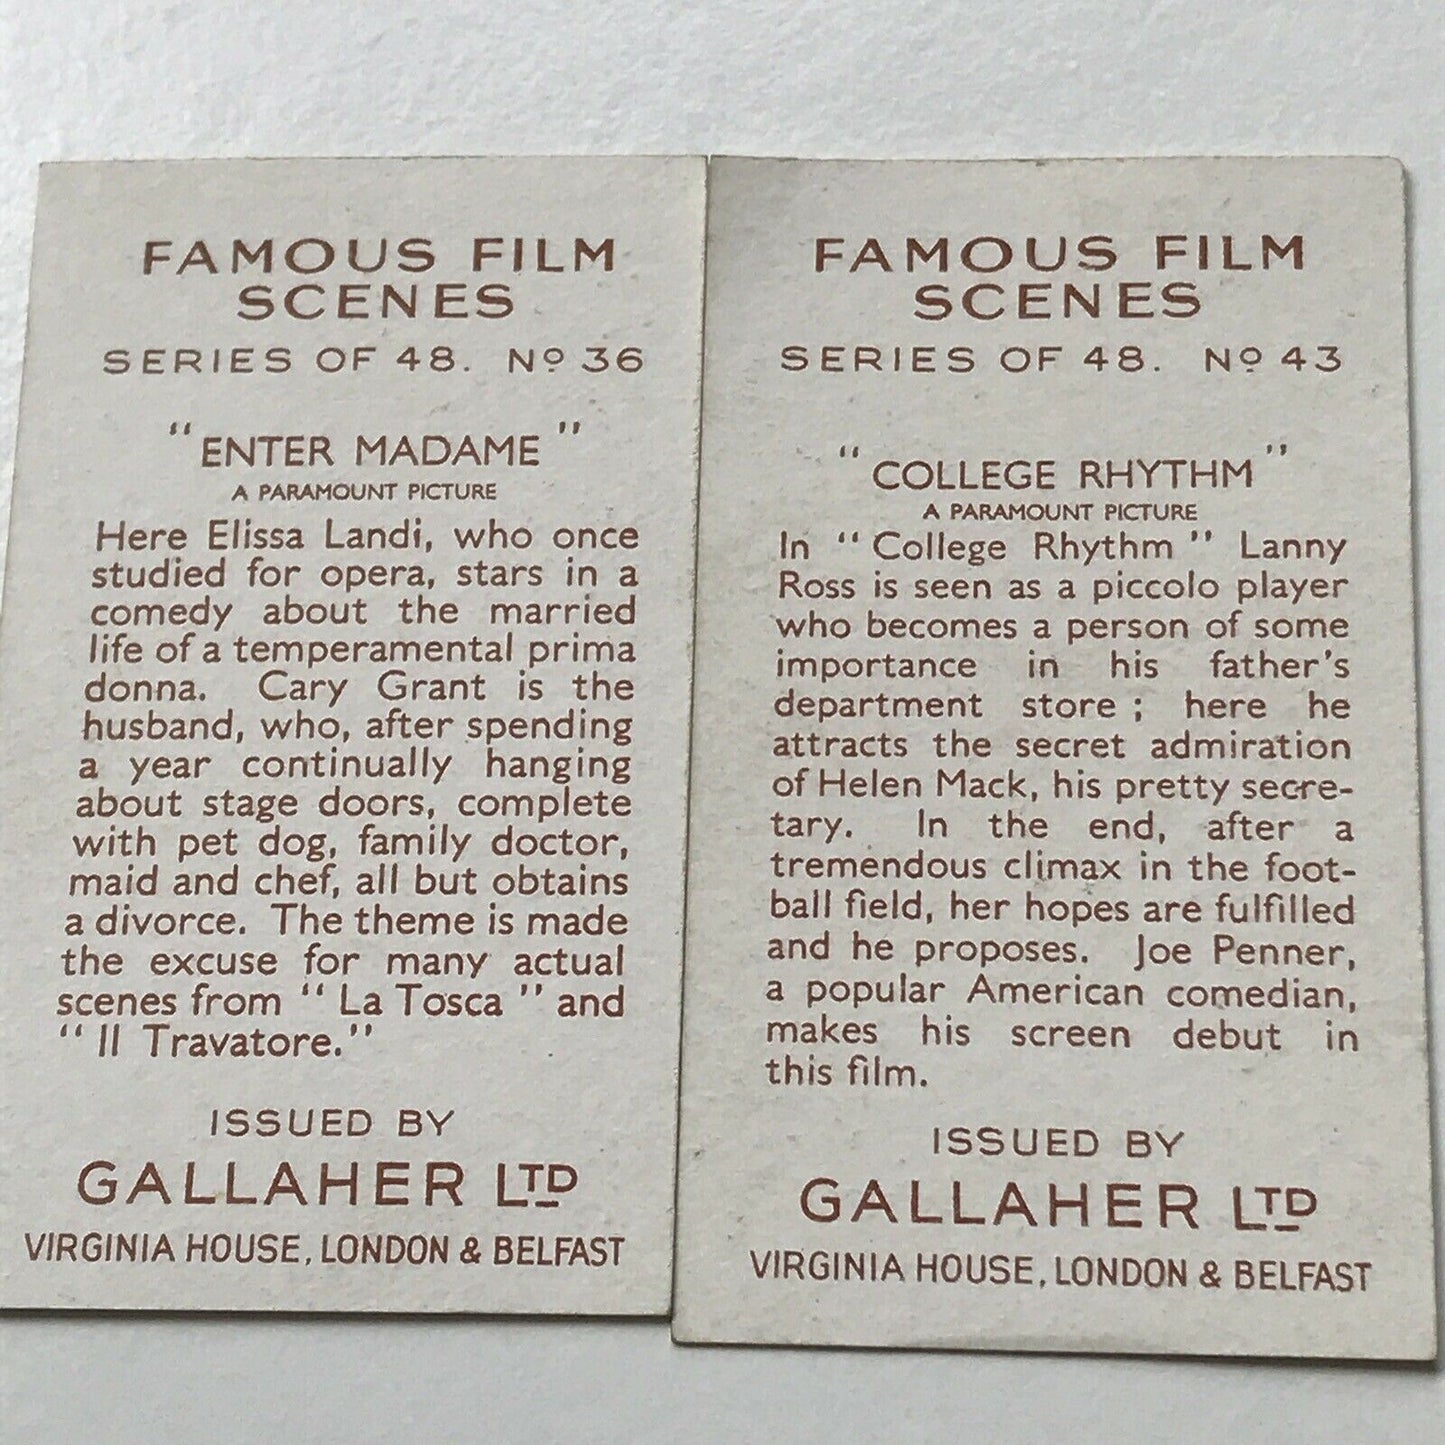 FAMOUS FILM
SCENES
SERIES OF 48. Nº 36
"ENTER MADAME"
A PARAMOUNT PICTURE
Here Elissa Landi, who once
studied for opera, stars in a
comedy about the married
life of a temperamental prima
donna. Cary Grant is the
husband, who, after spending
a year continually hanging
about stage doors, complete
with pet dog, family doctor,
maid and chef, all but obtains
a divorce. The theme is made
the excuse for many actual
scenes from "La Tosca" and
"Il Travatore."
ISSUED BY
GALLAHER LTD
VIRGINIA HOUSE, LONDON & BELFAST
FAMOUS FILM
SCENES
SERIES OF 48. Nº 43
"COLLEGE RHYTHM"
A PARAMOUNT PICTURE
In "College Rhythm" Lanny
Ross is seen as a piccolo player
who becomes a person of some
importance in his father's
department store; here he
attracts the secret admiration
of Helen Mack, his pretty secre-
tary. In the end, after a
tremendous climax in the foot-
ball field, her hopes are fulfilled
and he proposes. Joe Penner,
a popular American comedian,
makes his screen debut in
this film.
ISSUED BY
GALLAHER LTD
VIRGINIA HOUSE, LONDON & BELFAST